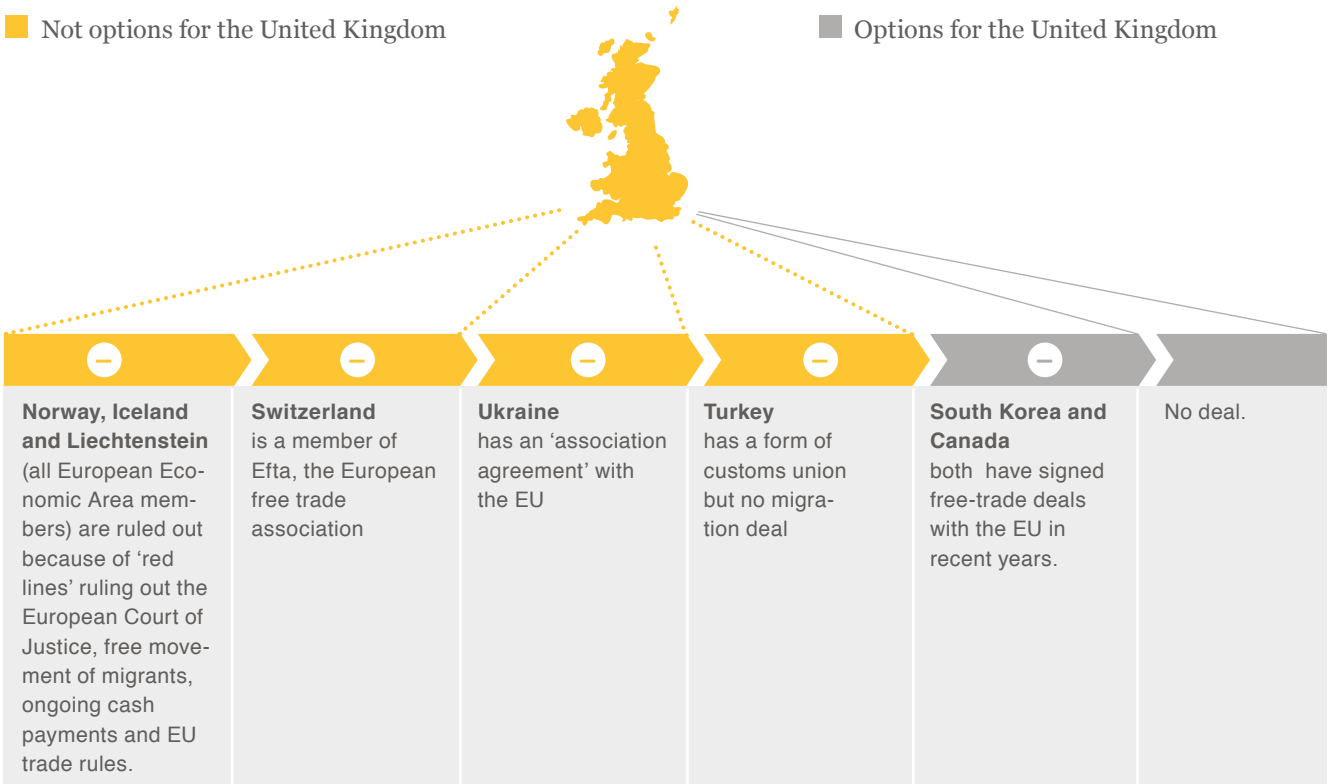 Not options for the United Kingdom
Options for the United Kingdom
Norway, Iceland
and Liechtenstein
(all European Eco-
nomic Area mem-
bers) are ruled out
because of ‘red
lines’ ruling out the
European Court of
Justice, free move-
ment of migrants,
ongoing cash
payments and EU
trade rules.
Switzerland
is a member of
Efta, the European
free trade
association
Ukraine
has an ‘association
agreement’ with
the EU
Turkey
has a form of
customs union
but no migra-
tion deal
South Korea and
Canada
both  have signed
free-trade deals
with the EU in
recent years.
No deal.